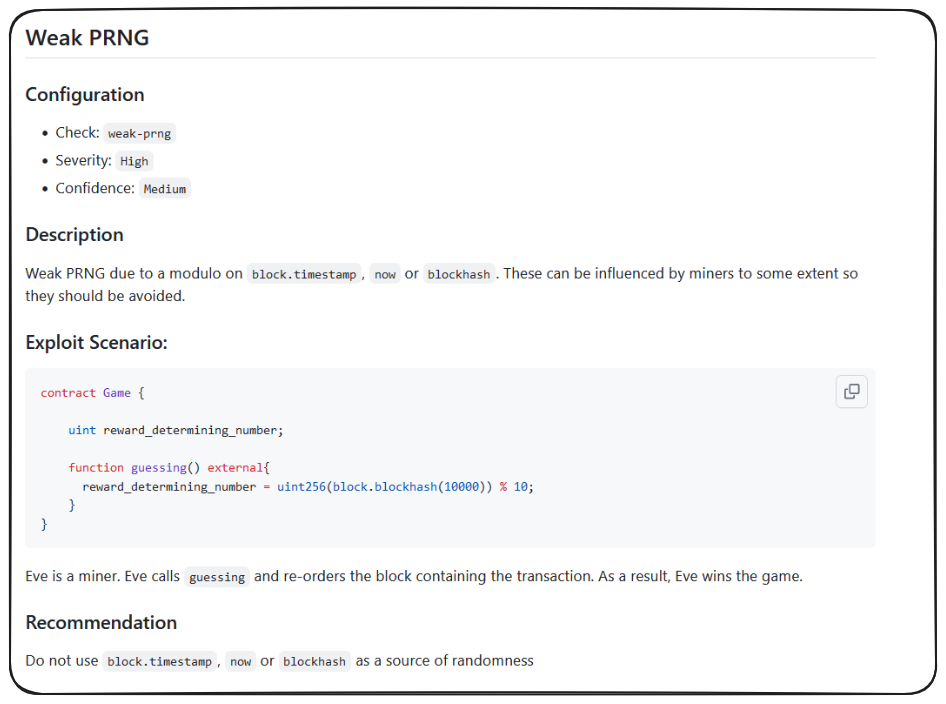 Weak PRNG
Configuration
Check: weak-prng
Severity: High
Confidence: Medium
Description
Weak PRNG due to a modulo on block.timestamp, now or blockhash. These can be influenced by miners to some extent so
they should be avoided.
Exploit Scenario:
contract Game {
uint reward_determining_number;
function guessing() external{
reward_determining_number = uint256(block.blockhash(10000)) % 10;
}
}
Eve is a miner. Eve calls guessing and re-orders the block containing the transaction. As a result, Eve wins the game.
Recommendation
Do not use block.timestamp, now or blockhash as a source of randomness